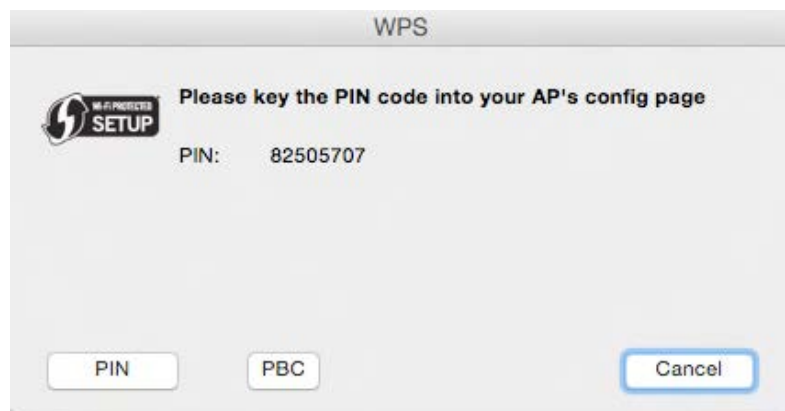 WPS
Wi-Fi PROTECTED
SETUP
Please key the PIN code into your AP's config page
PIN: 82505707
PIN PBC Cancel